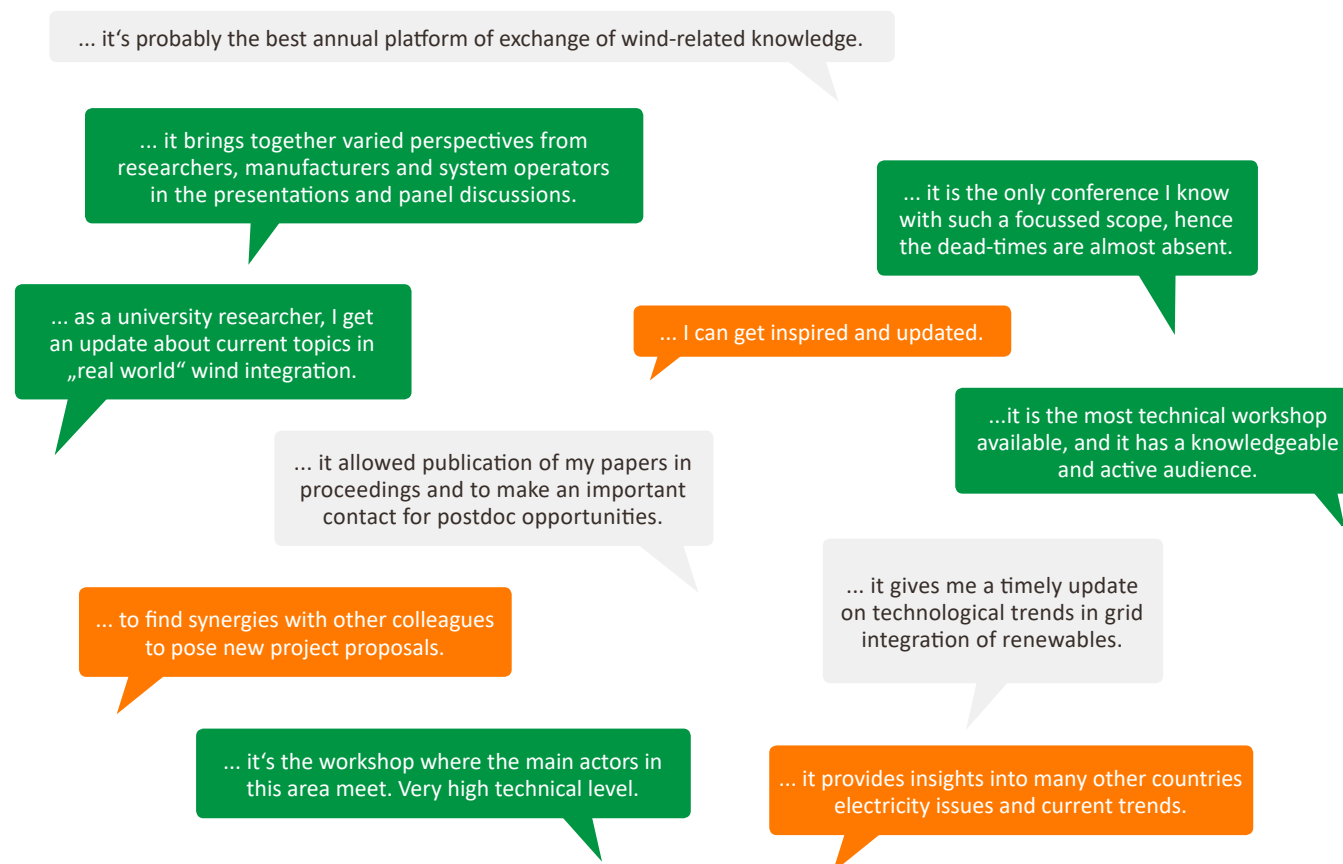 ... it‘s probably the best annual platform of exchange of wind-related knowledge.
... it brings together varied perspectives from
researchers, manufacturers and system operators
in the presentations and panel discussions.
... it is the only conference I know
with such a focussed scope, hence
the dead-times are almost absent.
... as a university researcher, I get
an update about current topics in
„real world“ wind integration.
... I can get inspired and updated.
...it is the most technical workshop
available, and it has a knowledgeable
and active audience.
... it allowed publication of my papers in
proceedings and to make an important
contact for postdoc opportunities.
... it gives me a timely update
on technological trends in grid
integration of renewables.
... to find synergies with other colleagues
to pose new project proposals.
... it‘s the workshop where the main actors in
this area meet. Very high technical level.
... it provides insights into many other countries
electricity issues and current trends.